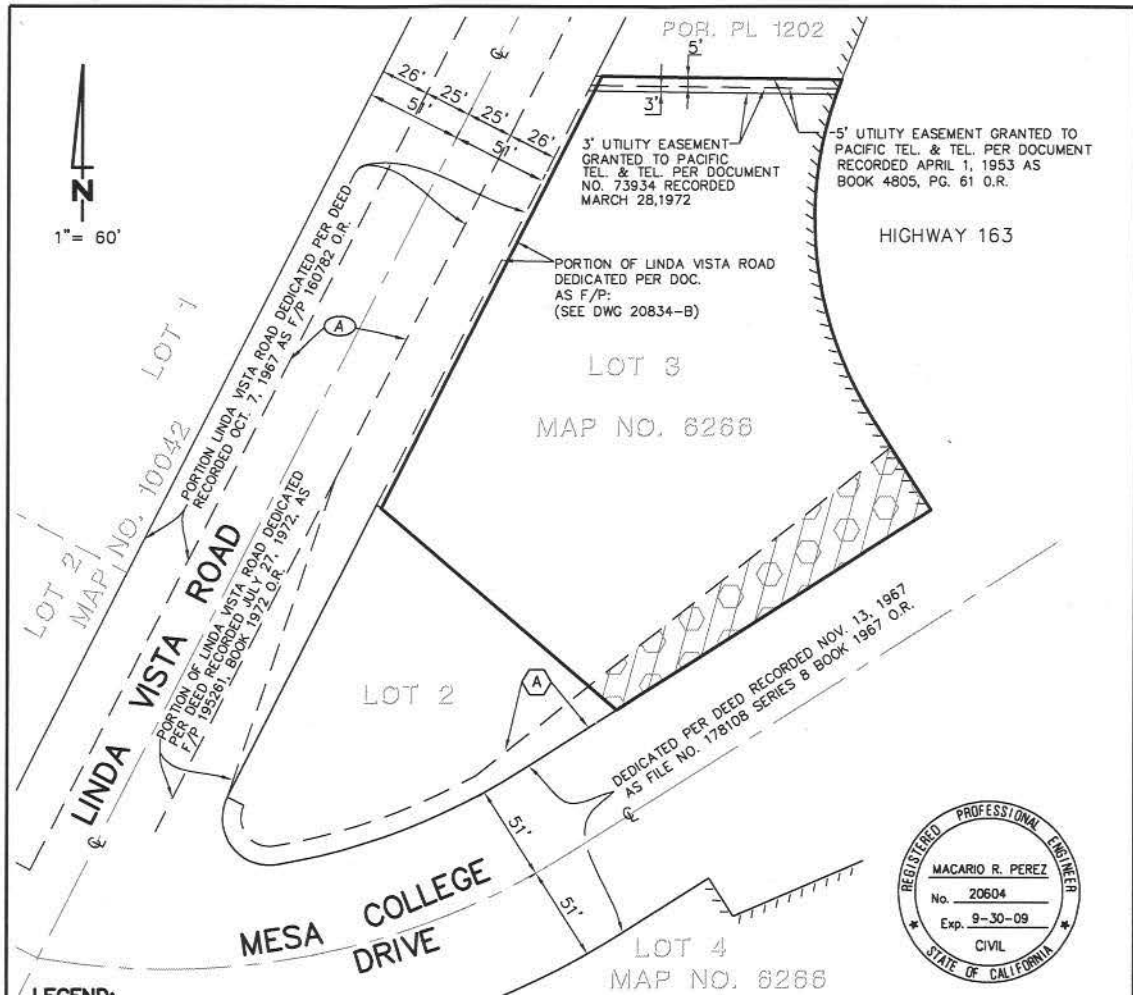 POR. PL 1202
5'
3'
26'
25'
25'
26'
51'
51'
N
1"= 60'
3' UTILITY EASEMENT
GRANTED TO PACIFIC
TEL. & TEL. PER DOCUMENT
NO. 73934 RECORDED
MARCH 28,1972
5' UTILITY EASEMENT GRANTED TO
PACIFIC TEL. & TEL. PER DOCUMENT
RECORDED APRIL 1, 1953 AS
BOOK 4805, PG. 61 O.R.
HIGHWAY 163
PORTION OF LINDA VISTA ROAD
DEDICATED PER DOC.
AS F/P:
(SEE DWG 20834-B)
LOT 3
MAP NO. 6266
LOT 1
LOT 2
MAP NO. 10042
PORTION LINDA VISTA ROAD DEDICATED PER DEED
RECORDED OCT. 7, 1967 AS F/P 160782 O.R.
A
LINDA VISTA ROAD
PORTION OF LINDA VISTA ROAD DEDICATED
PER DEED RECORDED JULY 27, 1972, AS
F/P 195261, BOOK 1972 O.R.
LOT 2
A
DEDICATED PER DEED RECORDED NOV. 13, 1967
AS FILE NO. 178108 SERIES 8 BOOK 1967 O.R.
51'
51'
MESA COLLEGE
DRIVE
LOT 4
MAP NO. 6266
REGISTERED PROFESSIONAL ENGINEER
MACARIO R. PEREZ
No. 20604
Exp. 9-30-09
CIVIL
STATE OF CALIFORNIA
LEGEND: